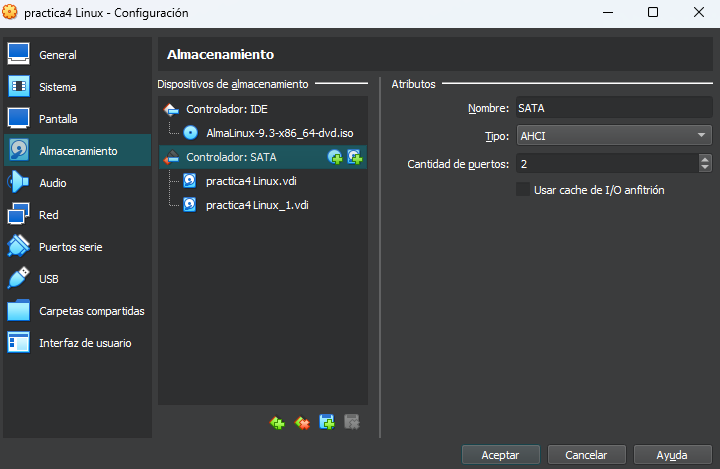 practica4 Linux - Configuración
General
Sistema
Pantalla
Almacenamiento
Audio
Red
Puertos serie
USB
Carpetas compartidas
Interfaz de usuario
Almacenamiento
Dispositivos de almacenamiento
Controlador: IDE
AlmaLinux-9.3-x86_64-dvd.iso
Controlador: SATA
practica4 Linux.vdi
practica4 Linux_1.vdi
Atributos
Nombre: SATA
Tipo: AHCI
Cantidad de puertos: 2
Usar cache de I/O anfitrión
Aceptar Cancelar Ayuda